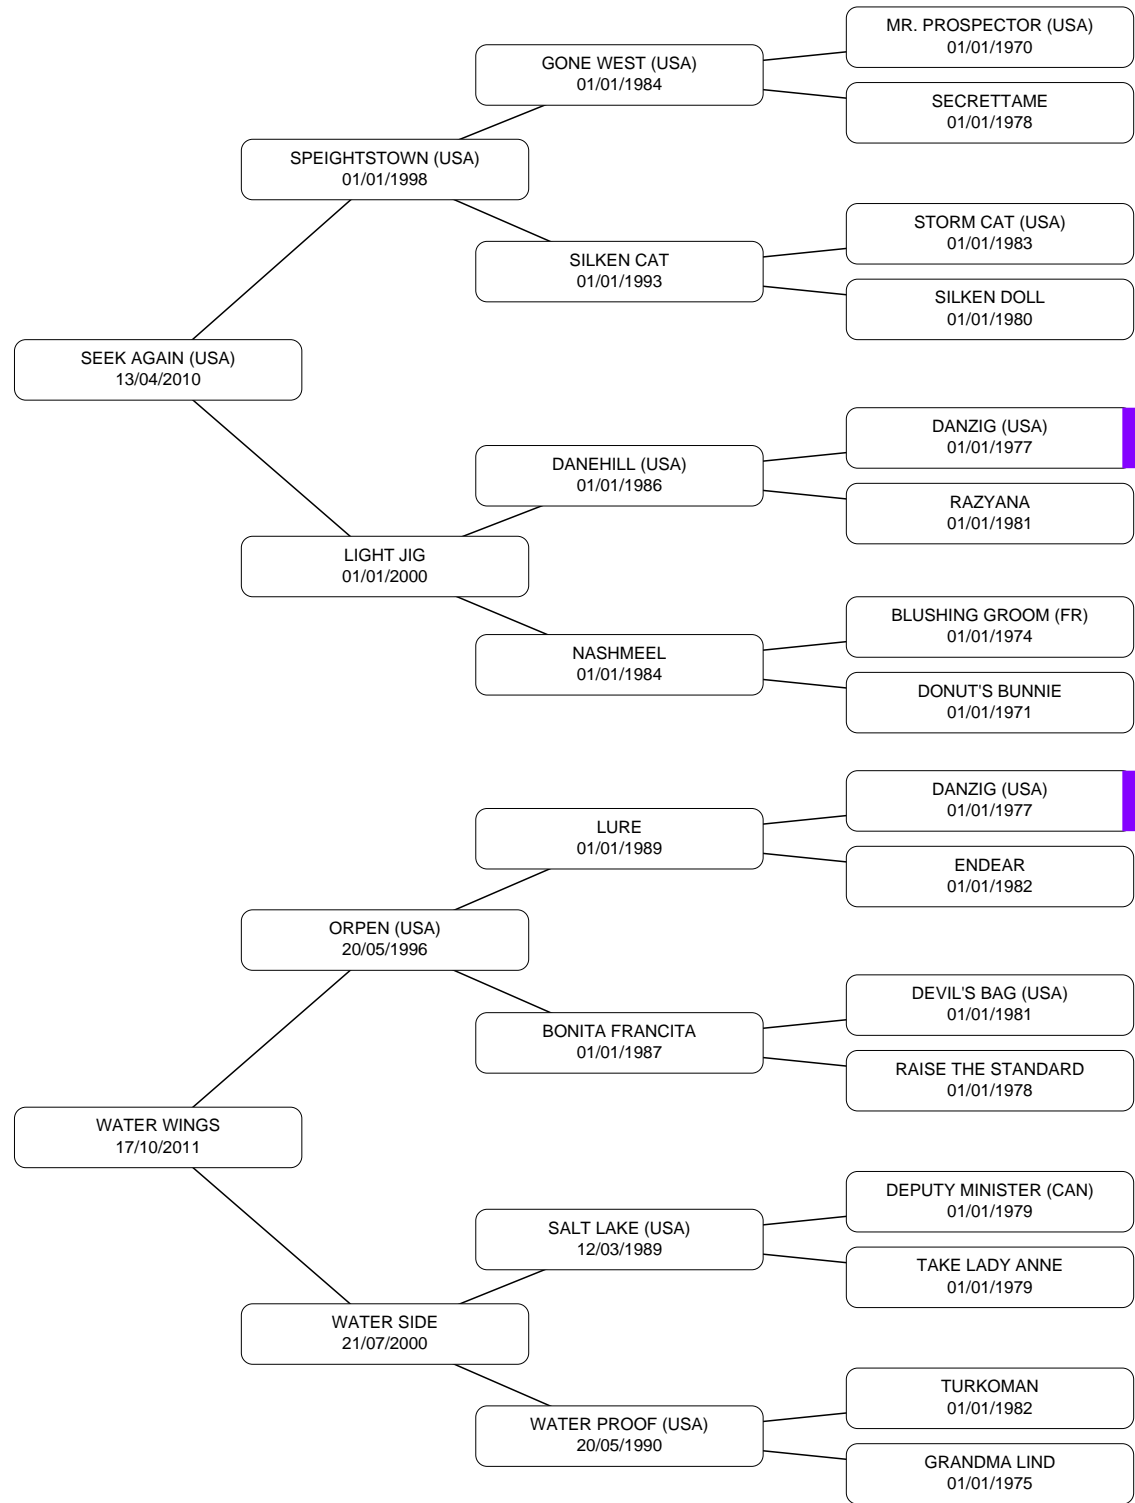 MR. PROSPECTOR (USA)
01/01/1970
GONE WEST (USA)
01/01/1984
SECRETTAME
01/01/1978
SPEIGHTSTOWN (USA)
01/01/1998
STORM CAT (USA)
01/01/1983
SILKEN CAT
01/01/1993
SILKEN DOLL
01/01/1980
SEEK AGAIN (USA)
13/04/2010
DANZIG (USA)
01/01/1977
DANEHILL (USA)
01/01/1986
RAZYANA
01/01/1981
LIGHT JIG
01/01/2000
BLUSHING GROOM (FR)
01/01/1974
NASHMEEL
01/01/1984
DONUT'S BUNNIE
01/01/1971
DANZIG (USA)
01/01/1977
LURE
01/01/1989
ENDEAR
01/01/1982
ORPEN (USA)
20/05/1996
DEVIL'S BAG (USA)
01/01/1981
BONITA FRANCITA
01/01/1987
RAISE THE STANDARD
01/01/1978
WATER WINGS
17/10/2011
DEPUTY MINISTER (CAN)
01/01/1979
SALT LAKE (USA)
12/03/1989
TAKE LADY ANNE
01/01/1979
WATER SIDE
21/07/2000
TURKOMAN
01/01/1982
WATER PROOF (USA)
20/05/1990
GRANDMA LIND
01/01/1975